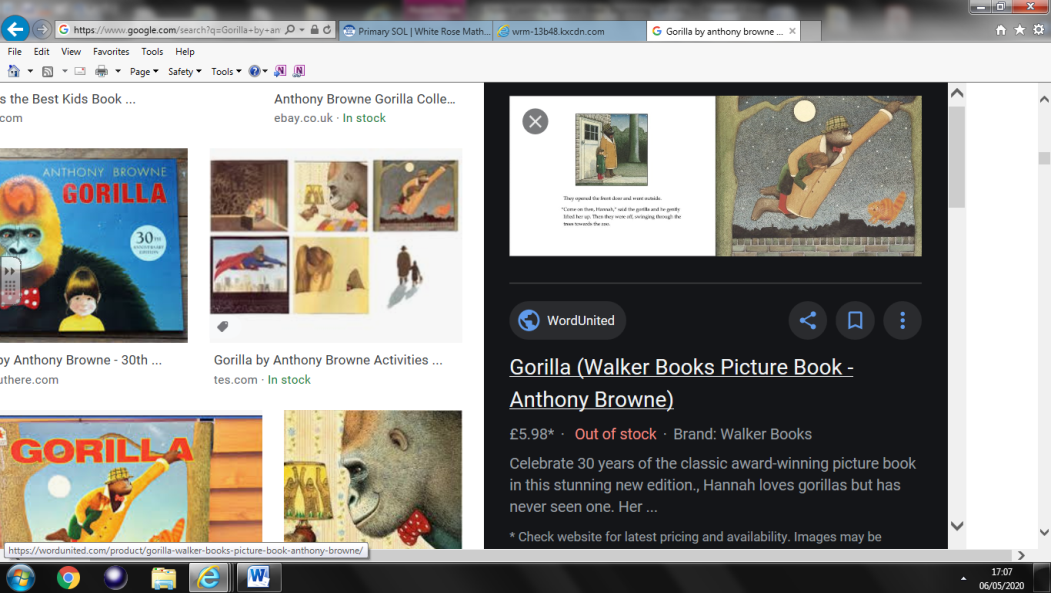 https://www.google.com/search?q=Gorilla+by+an
Primary SOL | White Rose Math...
wrm-13b48.kxcdn.com
Gorilla by anthony browne ...
File Edit View Favorites Tools Help
Page Safety Tools
s the Best Kids Book ...
.com
Anthony Browne Gorilla Colle...
ebay.co.uk · In stock
ANTHONY BROWNE
GORILLA
30TH
ANNIVERSARY
EDITION
by Anthony Browne - 30th ...
uthere.com
Gorilla by Anthony Browne Activities ...
tes.com · In stock
GORILLA
They opened the front door and went outside.
"Come on then, Hannah," said the gorilla and he gently
lifted her up. Then they were off, swinging through the
trees towards the zoo.
WordUnited
Gorilla (Walker Books Picture Book -
Anthony Browne)
£5.98* · Out of stock · Brand: Walker Books
Celebrate 30 years of the classic award-winning picture book
in this stunning new edition., Hannah loves gorillas but has
never seen one. Her ...
* Check website for latest pricing and availability. Images may be
https://wordunited.com/product/gorilla-walker-books-picture-book-anthony-browne/
17:07
06/05/2020